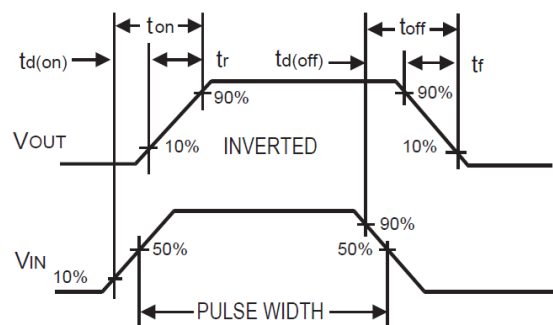 ton toff
td(on) tr td(off) tf
90% 90%
VOUT 10% INVERTED 10%
90%
VIN 10% 50% 50%
PULSE WIDTH